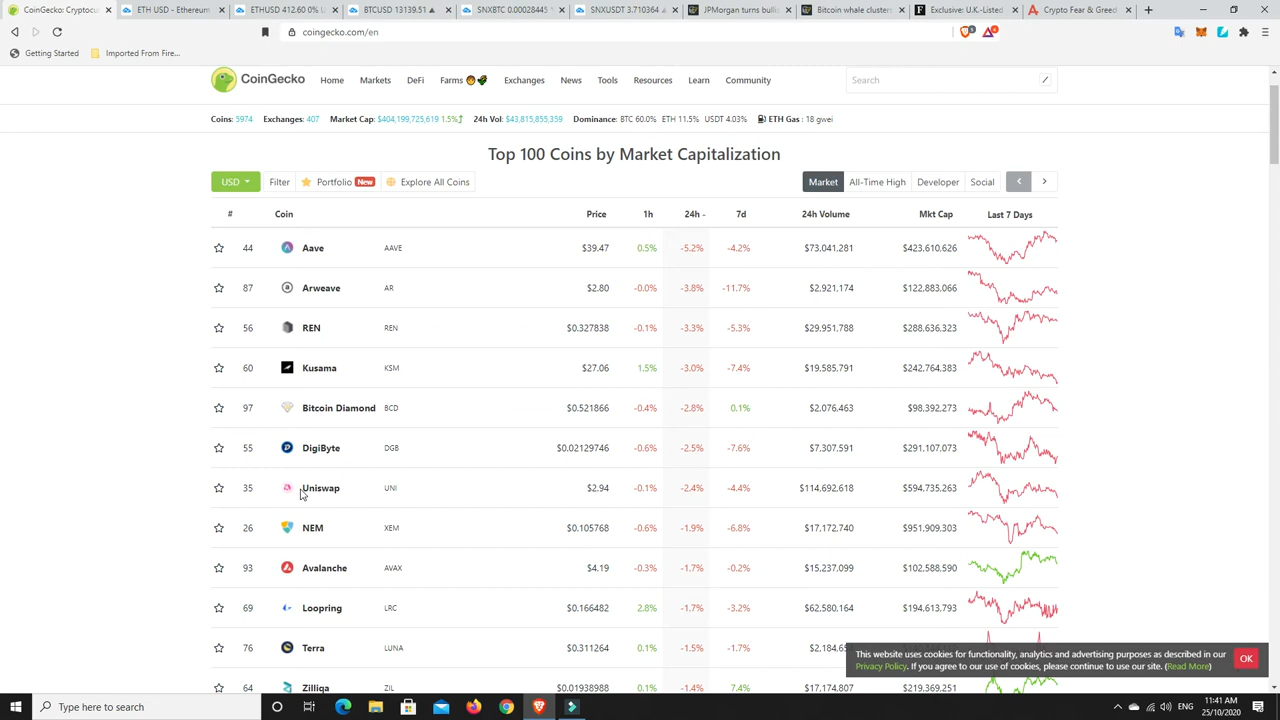 CoinGecko: Cryptocu
ETH USD - Ethereum
ETHUSD 412.60 0% U
BTCUSD 13139.51 ▲
SNXBTC 0.00028445
SNXUSDT 3.710364 ▲
JPMorgan turns bullis
Bitcoin whale clusters
Exclusive: U.K.-Listed
Crypto Fear & Greed
coingecko.com/en
Getting Started
Imported From Fire...
CoinGecko
Home
Markets
DeFi
Farms
Exchanges
News
Tools
Resources
Learn
Community
Search /
Coins: 5974 Exchanges: 407 Market Cap: $404,199,725,619 1.5% 24h Vol: $43,815,855,359 Dominance: BTC 60.0% ETH 11.5% USDT 4.03% ETH Gas: 18 gwei
Top 100 Coins by Market Capitalization
USD Filter Portfolio New Explore All Coins Market All-Time High Developer Social
# Coin Price 1h 24h 7d 24h Volume Mkt Cap Last 7 Days
44 Aave AAVE $39.47 0.5% -5.2% -4.2% $73,041,281 $423,610,626
87 Arweave AR $2.80 -0.0% -3.8% -11.7% $2,921,174 $122,883,066
56 REN REN $0.327838 -0.1% -3.3% -5.3% $29,951,788 $288,636,323
60 Kusama KSM $27.06 1.5% -3.0% -7.4% $19,585,791 $242,764,383
97 Bitcoin Diamond BCD $0.521866 -0.4% -2.8% 0.1% $2,076,463 $98,392,273
55 DigiByte DGB $0.02129746 -0.6% -2.5% -7.6% $7,307,591 $291,107,073
35 Uniswap UNI $2.94 -0.1% -2.4% -4.4% $114,692,618 $594,735,263
26 NEM XEM $0.105768 -0.6% -1.9% -6.8% $17,172,740 $951,909,303
93 Avalanche AVAX $4.19 -0.3% -1.7% -0.2% $15,237,099 $102,588,590
69 Loopring LRC $0.166482 2.8% -1.7% -3.2% $62,580,164 $194,613,793
76 Terra LUNA $0.311264 0.1% -1.5% -1.7%
64 Zilliqa ZIL $0.01938988 0.1% -1.4% 7.4% $17,174,807 $219,369,251
This website uses cookies for functionality, analytics and advertising purposes as described in our
Privacy Policy. If you agree to our use of cookies, please continue to use our site. (Read More)
OK
Type here to search
ENG
11:41 AM
25/10/2020